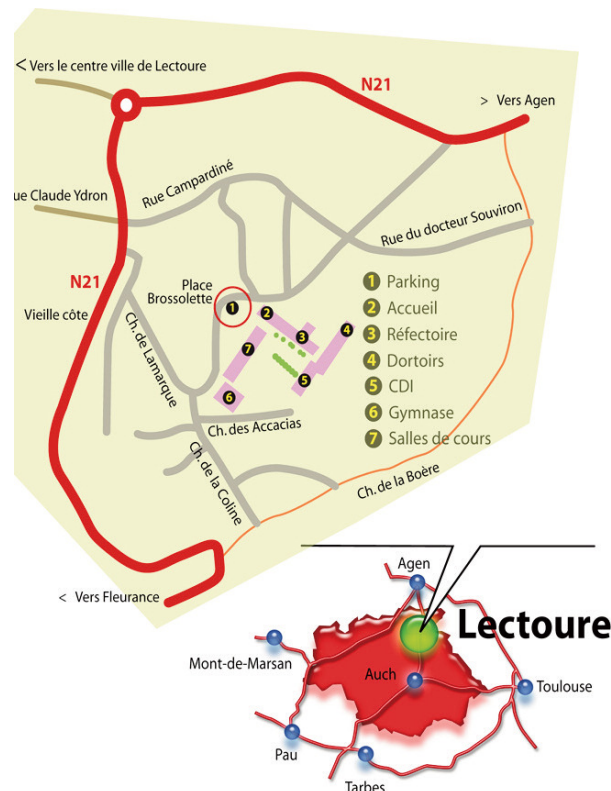 < Vers le centre ville de Lectoure
N21
> Vers Agen
Rue Campardiné
ue Claude Ydron
Rue du docteur Souviron
N21
Place
Brossolette
Vieille côte
Ch. de Lamarque
1
2
3
4
5
6
7
1 Parking
2 Accueil
3 Réfectoire
4 Dortoirs
5 CDI
6 Gymnase
7 Salles de cours
Ch. des Accacias
Ch. de la Coline
Ch. de la Boère
< Vers Fleurance
Agen
Lectoure
Mont-de-Marsan
Auch
Toulouse
Pau
Tarbes